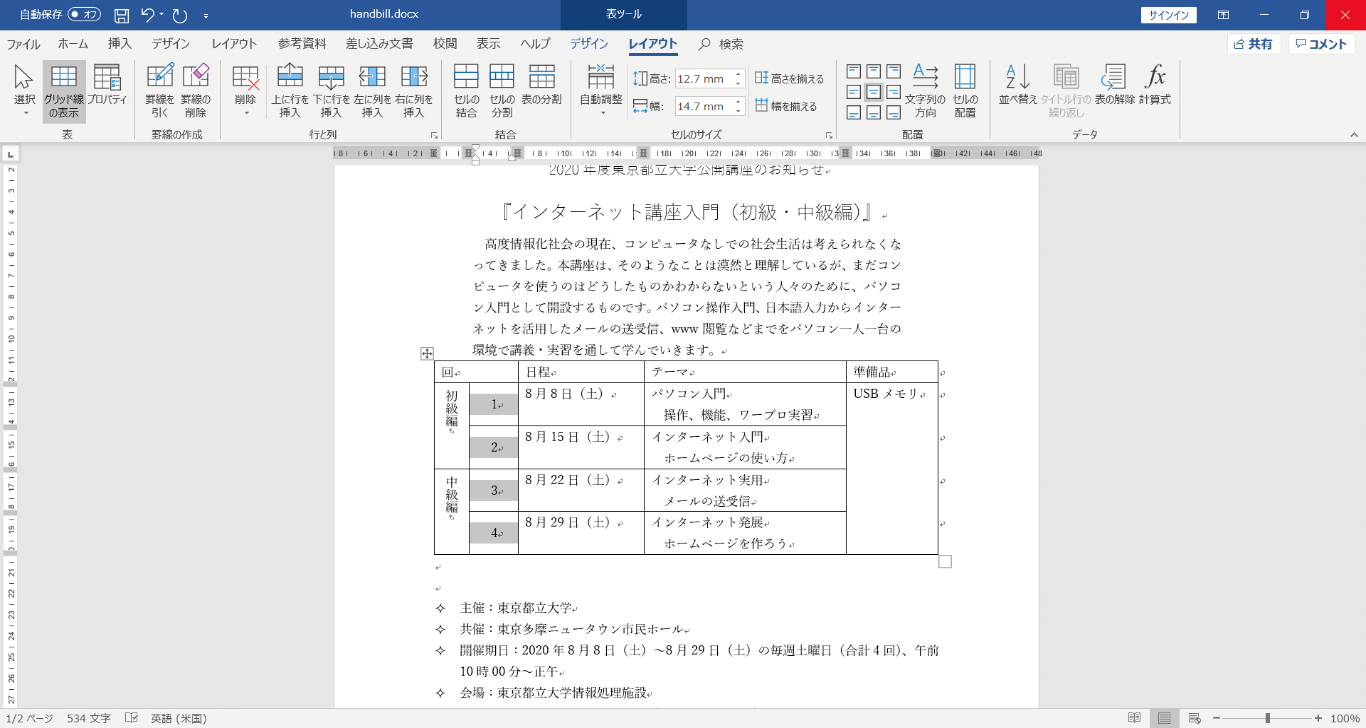 自動保存 オフ handbill.docx 表ツール サインイン
ファイル ホーム 挿入 デザイン レイアウト 参考資料 差し込み文書 校閲 表示 ヘルプ デザイン レイアウト 検索 共有 コメント
選択 グリッド線の表示 プロパティ 罫線を引く 罫線の削除 削除 上に行を挿入 下に行を挿入 左に列を挿入 右に列を挿入 セルの結合 セルの分割 表の分割 自動調整 高さ: 12.7 mm 高さを揃える 文字列の方向 セルの配置 並べ替え タイトル行の繰り返し 表の解除 計算式
幅: 14.7 mm 幅を揃える
表 罫線の作成 行と列 結合 セルのサイズ 配置 データ
2020 年度東京都立大学公開講座のお知らせ
『インターネット講座入門（初級・中級編）』
高度情報化社会の現在、コンピュータなしでの社会生活は考えられなくな
ってきました。本講座は、そのようなことは漠然と理解しているが、まだコン
ピュータを使うのはどうしたものかわからないという人々のために、パソコ
ン入門として開設するものです。パソコン操作入門、日本語入力からインター
ネットを活用したメールの送受信、www 閲覧などまでをパソコン一人一台の
環境で講義・実習を通して学んでいきます。
回 日程 テーマ 準備品
初級編 1 8 月 8 日（土） パソコン入門 USB メモリ
操作、機能、ワープロ実習
2 8 月 15 日（土） インターネット入門
ホームページの使い方
中級編 3 8 月 22 日（土） インターネット実用
メールの送受信
4 8 月 29 日（土） インターネット発展
ホームページを作ろう
主催：東京都立大学
共催：東京多摩ニュータウン市民ホール
開催期日：2020 年 8 月 8 日（土）～8 月 29 日（土）の毎週土曜日（合計 4 回）、午前
10 時 00 分～正午
会場：東京都立大学情報処理施設
1/2 ページ 534 文字 英語 (米国) 100%